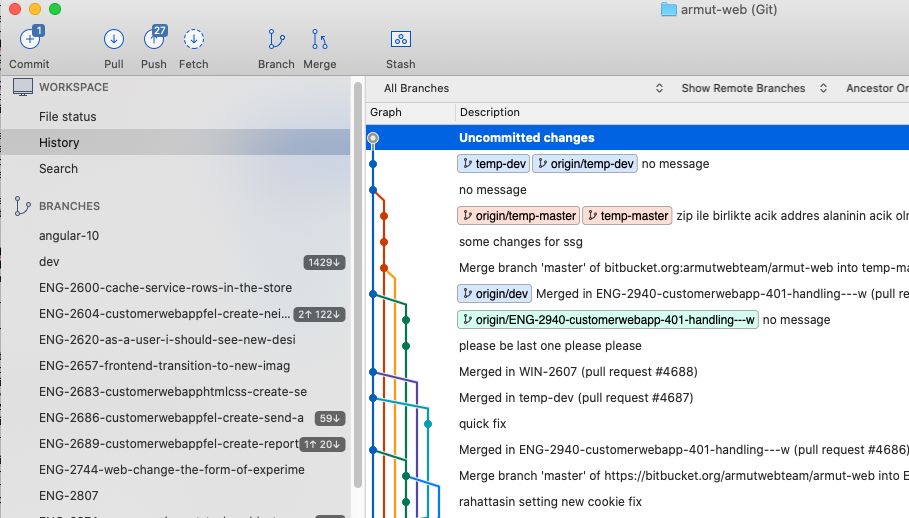 armut-web (Git)
1
27
Commit
Pull
Push
Fetch
Branch
Merge
Stash
WORKSPACE
File status
History
Search
BRANCHES
angular-10
dev 1429↓
ENG-2600-cache-service-rows-in-the-store
ENG-2604-customerwebappfel-create-nei... 2↑ 122↓
ENG-2620-as-a-user-i-should-see-new-desi
ENG-2657-frontend-transition-to-new-imag
ENG-2683-customerwebapphtmlcss-create-se
ENG-2686-customerwebappfel-create-send-a 59↓
ENG-2689-customerwebappfel-create-report 1↑ 20↓
ENG-2744-web-change-the-form-of-experime
ENG-2807
All Branches
Show Remote Branches
Ancestor Or
Graph
Description
Uncommitted changes
temp-dev origin/temp-dev no message
no message
origin/temp-master temp-master zip ile birlikte acik addres alaninin acik olm
some changes for ssg
Merge branch 'master' of bitbucket.org:armutwebteam/armut-web into temp-ma
origin/dev Merged in ENG-2940-customerwebapp-401-handling---w (pull re
origin/ENG-2940-customerwebapp-401-handling---w no message
please be last one please please
Merged in WIN-2607 (pull request #4688)
Merged in temp-dev (pull request #4687)
quick fix
Merged in ENG-2940-customerwebapp-401-handling---w (pull request #4686)
Merge branch 'master' of https://bitbucket.org/armutwebteam/armut-web into E
rahattasin setting new cookie fix